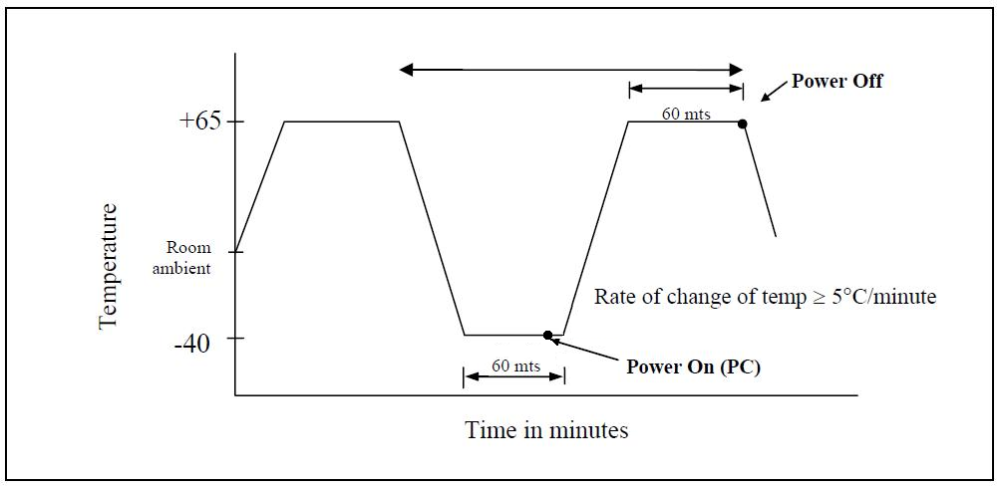 Power Off
60 mts
+65
Room
ambient
Temperature
Rate of change of temp ≥ 5°C/minute
-40
60 mts
Power On (PC)
Time in minutes